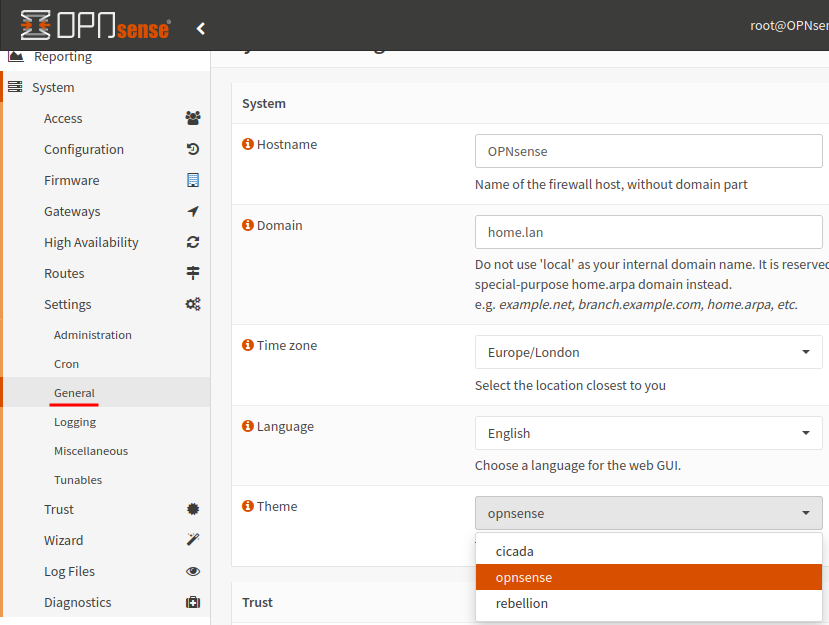 OPNsense
root@OPNser
Reporting
System
Access
Configuration
Firmware
Gateways
High Availability
Routes
Settings
Administration
Cron
General
Logging
Miscellaneous
Tunables
Trust
Wizard
Log Files
Diagnostics
System
Hostname
OPNsense
Name of the firewall host, without domain part
Domain
home.lan
Do not use 'local' as your internal domain name. It is reserved
special-purpose home.arpa domain instead.
e.g. example.net, branch.example.com, home.arpa, etc.
Time zone
Europe/London
Select the location closest to you
Language
English
Choose a language for the web GUI.
Theme
opnsense
cicada
opnsense
rebellion
Trust